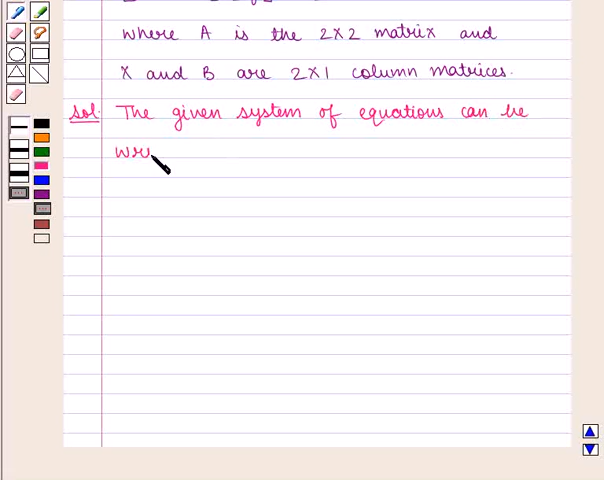 where A is the 2×2 matrix and
X and B are 2×1 column matrices.
Sol. The given system of equations can be